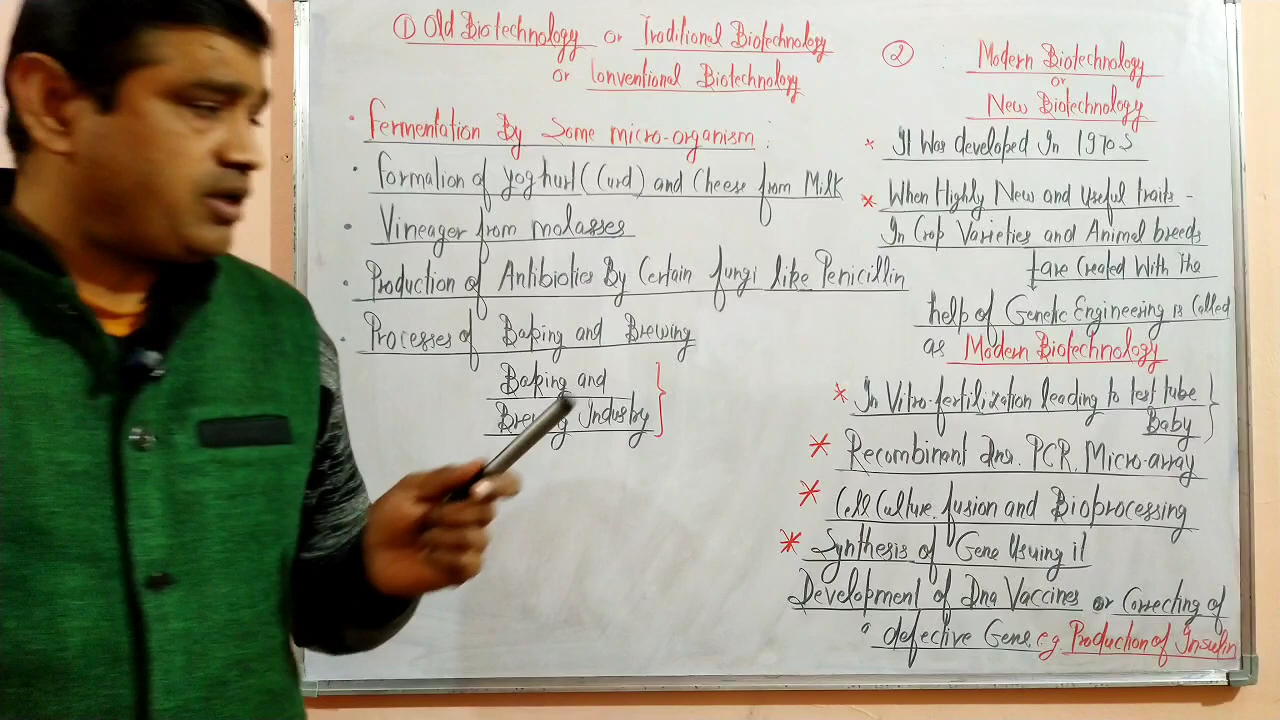 ① Old Biotechnology or Traditional Biotechnology
or Conventional Biotechnology
• Fermentation By Some micro-organism :
• Formation of yoghurt (Curd) and Cheese from Milk
• Vineager from molasses
• Production of Antibiotics By Certain fungi like Penicillin
• Processes of Baking and Brewing
Baking and
Brewing Industry
② Modern Biotechnology
or
New Biotechnology
* It Was developed In 1970s
* When Highly New and Useful traits -
In Crop Varieties and Animal breeds
are Created With the
help of Genetic Engineering is Called
as Modern Biotechnology
* In Vitro-fertilization leading to test tube
Baby
* Recombinant Dna. PCR. Micro-array
* Cell Culture. fusion and Bioprocessing
* Synthesis of Gene Usuing it
Development of Dna Vaccines or Correcting of
a defective Gene e.g Production of Insulin